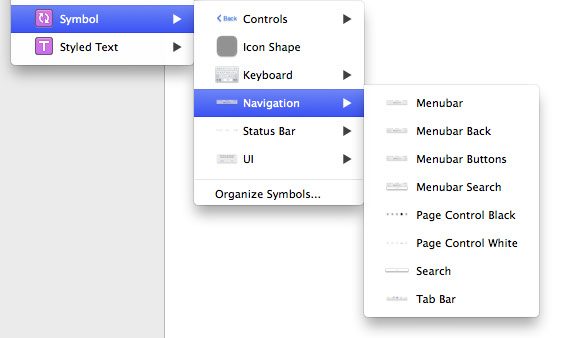 Symbol
Styled Text
Back
Controls
Icon Shape
Keyboard
Navigation
Status Bar
UI
Organize Symbols...
Menubar
Menubar Back
Menubar Buttons
Menubar Search
Page Control Black
Page Control White
Search
Tab Bar